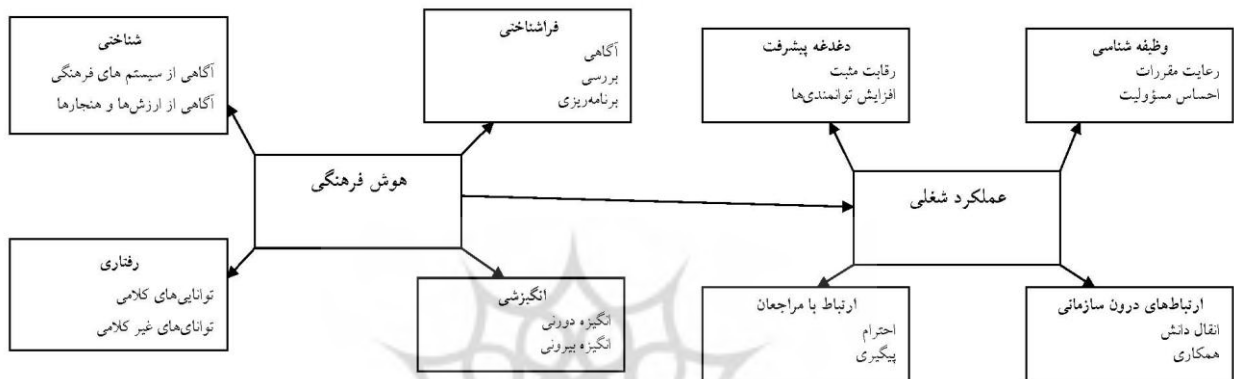 شناختی
آگاهی از سیستم های فرهنگی
آگاهی از ارزش‌ها و هنجارها
فراشناختی
آگاهی
بررسی
برنامه‌ریزی
دغدغه پیشرفت
رقابت مثبت
افزایش توانمندی‌ها
وظیفه شناسی
رعایت مقررات
احساس مسؤولیت
هوش فرهنگی
عملکرد شغلی
رفتاری
توانایی‌های کلامی
توانای‌های غیر کلامی
انگیزشی
انگیزه دورنی
انگیزه بیرونی
ارتباط با مراجعان
احترام
پیگیری
ارتباط‌های درون سازمانی
انقال دانش
همکاری